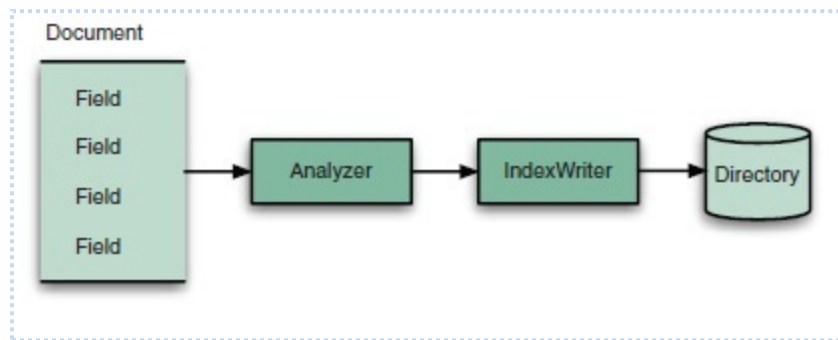 Document
Field
Field
Field
Field
Analyzer
IndexWriter
Directory